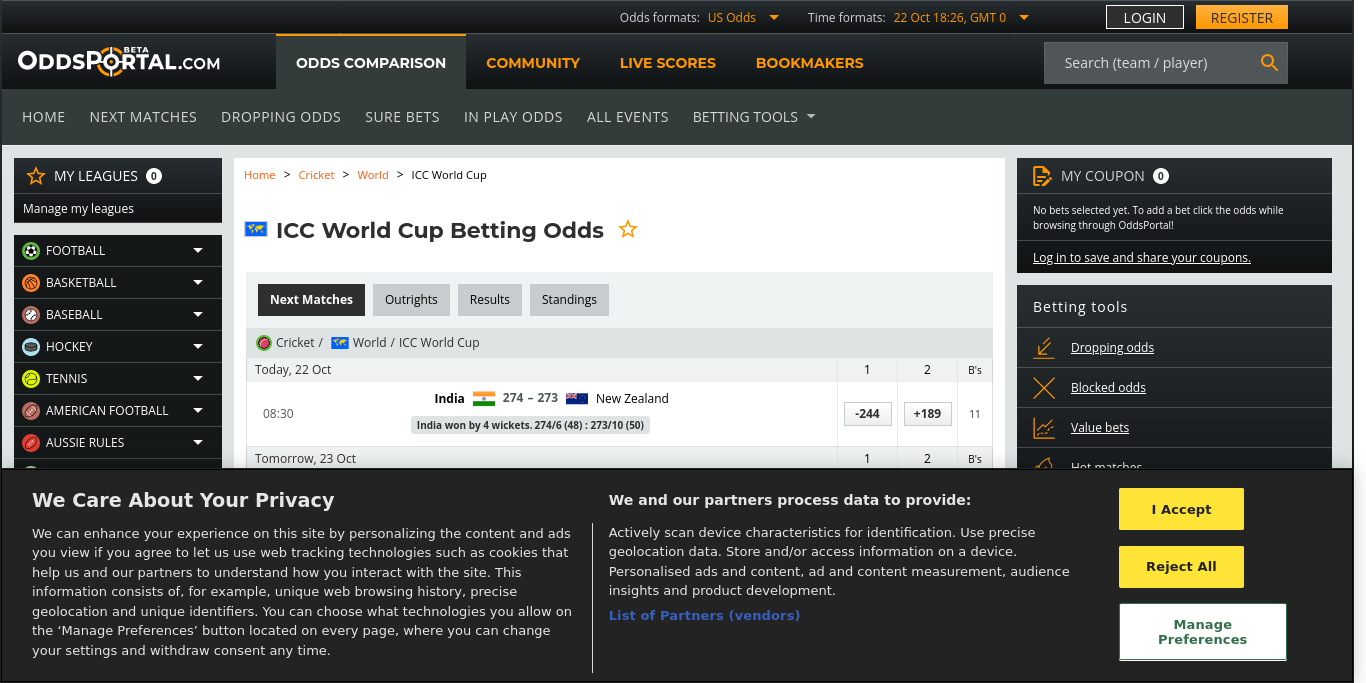 Odds formats: US Odds
Time formats: 22 Oct 18:26, GMT 0
LOGIN
REGISTER
ODDSPORTAL.COM
BETA
ODDS COMPARISON
COMMUNITY
LIVE SCORES
BOOKMAKERS
Search (team / player)
HOME
NEXT MATCHES
DROPPING ODDS
SURE BETS
IN PLAY ODDS
ALL EVENTS
BETTING TOOLS
MY LEAGUES 0
Manage my leagues
FOOTBALL
BASKETBALL
BASEBALL
HOCKEY
TENNIS
AMERICAN FOOTBALL
AUSSIE RULES
Home > Cricket > World > ICC World Cup
ICC World Cup Betting Odds
Next Matches
Outrights
Results
Standings
Cricket / World / ICC World Cup
Today, 22 Oct 1 2 B's
08:30 India 274 – 273 New Zealand -244 +189 11
India won by 4 wickets. 274/6 (48) : 273/10 (50)
Tomorrow, 23 Oct 1 2 B's
MY COUPON 0
No bets selected yet. To add a bet click the odds while
browsing through OddsPortal!
Log in to save and share your coupons.
Betting tools
Dropping odds
Blocked odds
Value bets
Hot matches
We Care About Your Privacy
We can enhance your experience on this site by personalizing the content and ads
you view if you agree to let us use web tracking technologies such as cookies that
help us and our partners to understand how you interact with the site. This
information consists of, for example, unique web browsing history, precise
geolocation and unique identifiers. You can choose what technologies you allow on
the ‘Manage Preferences’ button located on every page, where you can change
your settings and withdraw consent any time.
We and our partners process data to provide:
Actively scan device characteristics for identification. Use precise
geolocation data. Store and/or access information on a device.
Personalised ads and content, ad and content measurement, audience
insights and product development.
List of Partners (vendors)
I Accept
Reject All
Manage
Preferences